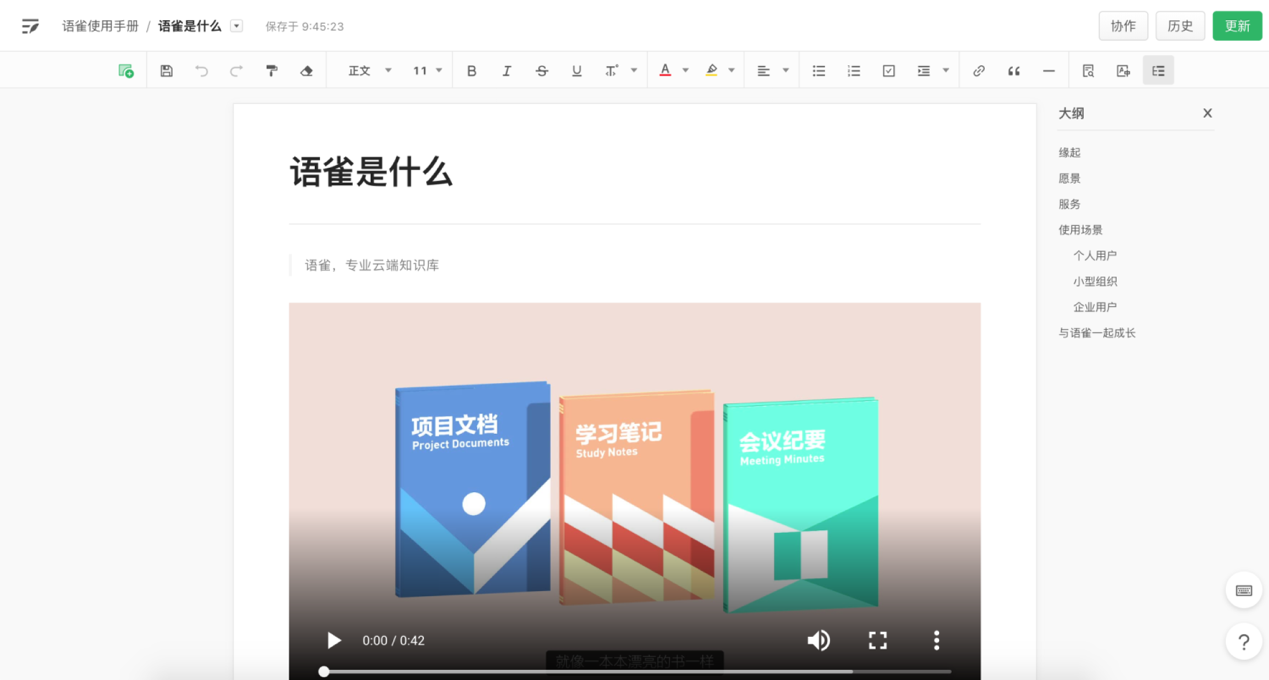 语雀使用手册 / 语雀是什么 保存于 9:45:23 协作 历史 更新
正文 11 B I S U T A
语雀是什么
语雀，专业云端知识库
项目文档
Project Documents
学习笔记
Study Notes
会议纪要
Meeting Minutes
0:00 / 0:42
就像一本本漂亮的书一样
大纲 X
缘起
愿景
服务
使用场景
个人用户
小型组织
企业用户
与语雀一起成长
?